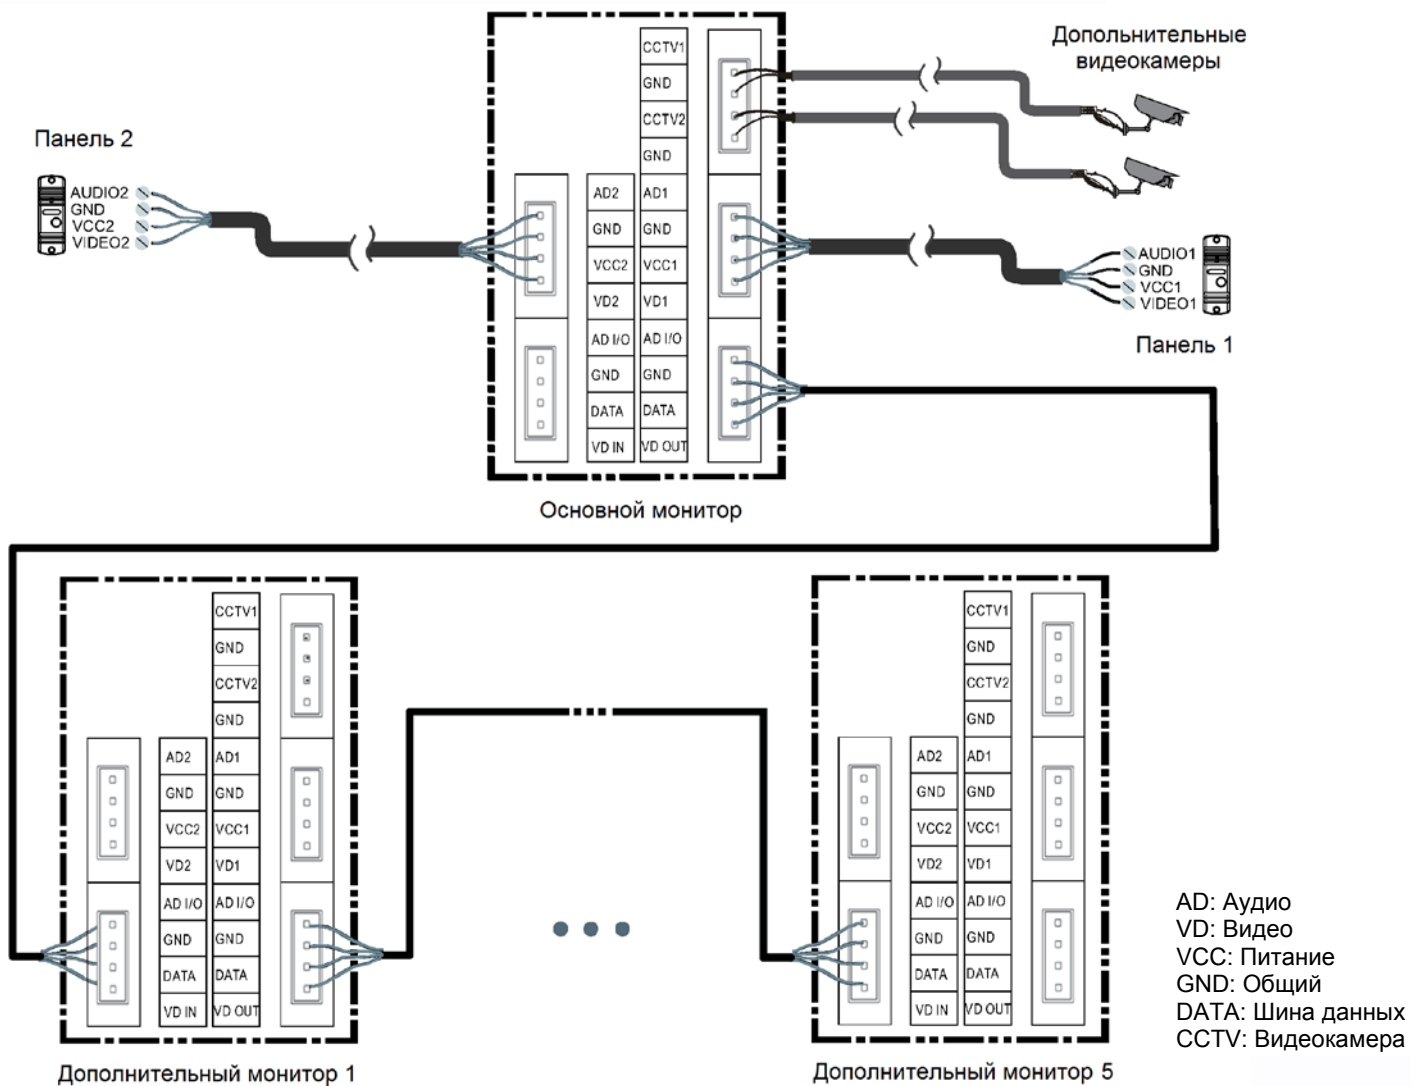 Допольнительные
видеокамеры
Панель 2
AUDIO2
GND
VCC2
VIDEO2
CCTV1
GND
CCTV2
GND
AD2 AD1
GND GND
VCC2 VCC1
VD2 VD1
AD I/O AD I/O
GND GND
DATA DATA
VD IN VD OUT
AUDIO1
GND
VCC1
VIDEO1
Панель 1
Основной монитор
CCTV1
GND
CCTV2
GND
AD2 AD1
GND GND
VCC2 VCC1
VD2 VD1
AD I/O AD I/O
GND GND
DATA DATA
VD IN VD OUT
Дополнительный монитор 1
CCTV1
GND
CCTV2
GND
AD2 AD1
GND GND
VCC2 VCC1
VD2 VD1
AD I/O AD I/O
GND GND
DATA DATA
VD IN VD OUT
Дополнительный монитор 5
AD: Аудио
VD: Видео
VCC: Питание
GND: Общий
DATA: Шина данных
CCTV: Видеокамера